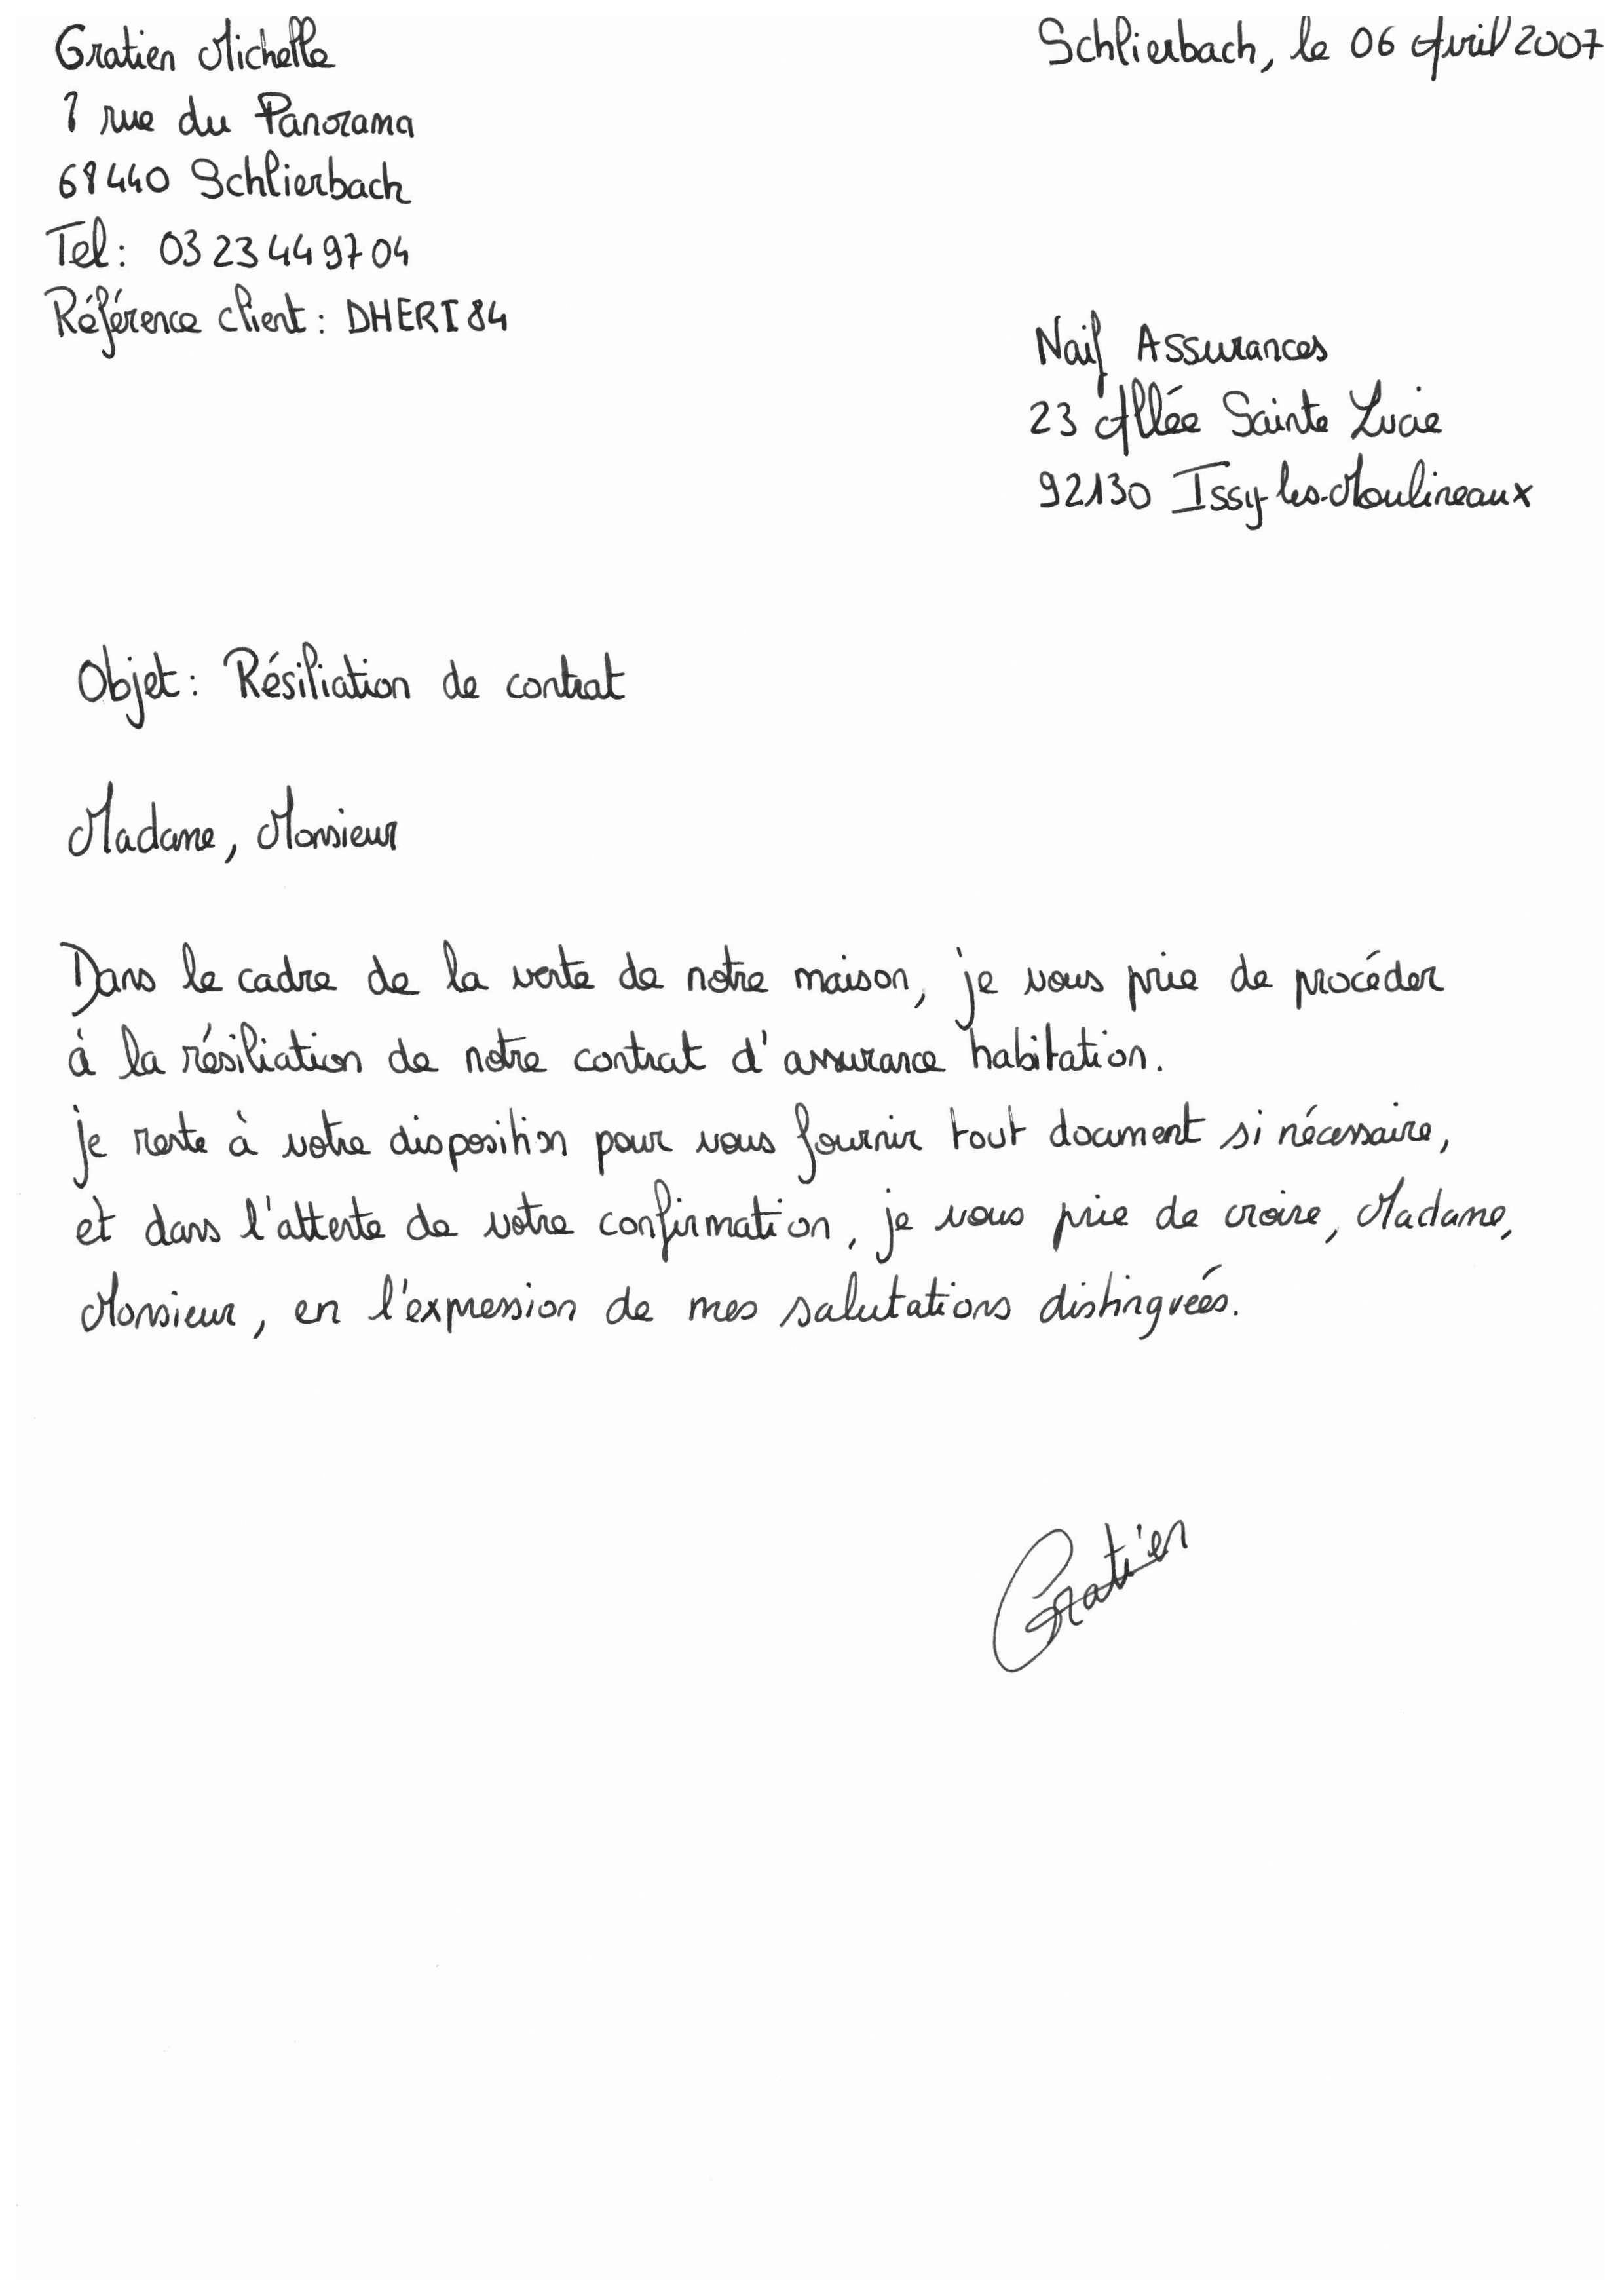 Gratien Michelle
8 rue du Panorama
68440 Schlierbach
Tel: 03 23 44 97 04
Référence client : DHERI84
Schlierbach, le 06 Avril 2007
Naif Assurances
23 Allée Sainte Lucie
92130 Issy-les-Moulineaux
Objet : Résiliation de contrat
Madame, Monsieur
Dans le cadre de la vente de notre maison, je vous prie de procéder
à la résiliation de notre contrat d'assurance habitation.
je reste à votre disposition pour vous fournir tout document si nécessaire,
et dans l'attente de votre confirmation, je vous prie de croire, Madame,
Monsieur, en l'expression de mes salutations distinguées.
Gratien